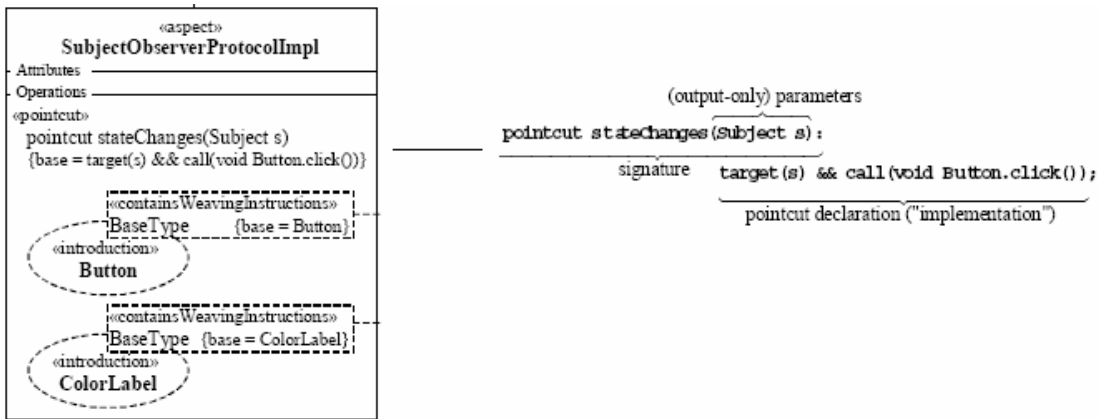 «aspect»
SubjectObserverProtocolImpl
Attributes
Operations
«pointcut»
pointcut stateChanges(Subject s)
{base = target(s) && call(void Button.click())}
«containsWeavingInstructions»
BaseType {base = Button}
«introduction»
Button
«containsWeavingInstructions»
BaseType {base = ColorLabel}
«introduction»
ColorLabel
(output-only) parameters
pointcut stateChanges(Subject s):
signature
target(s) && call(void Button.click());
pointcut declaration ("implementation")